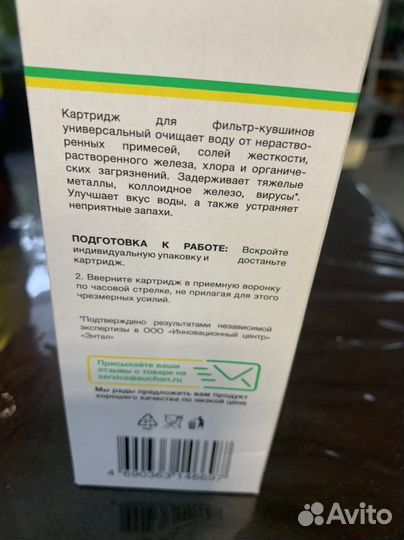 Картридж для фильтр-кувшинов
универсальный очищает воду от нераство-
ренных примесей, солей жесткости,
растворенного железа, хлора и органиче-
ских загрязнений. Задерживает тяжелые
металлы, коллоидное железо, вирусы*.
Улучшает вкус воды, а также устраняет
неприятные запахи.
ПОДГОТОВКА К РАБОТЕ: Вскройте
индивидуальную упаковку и достаньте
картридж.
2. Вверните картридж в приемную воронку
по часовой стрелке, не прилагая для этого
чрезмерных усилий.
*Подтверждено результатами независимой
экспертизы в ООО «Инновационный центр»
«Энтал»
Присылайте ваши
отзывы о товаре на
service@auchan.ru
Мы рады предложить вам продукт
хорошего качества по низкой цене
4 690363 146697
Avito